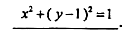 x² + (y − 1)² = 1